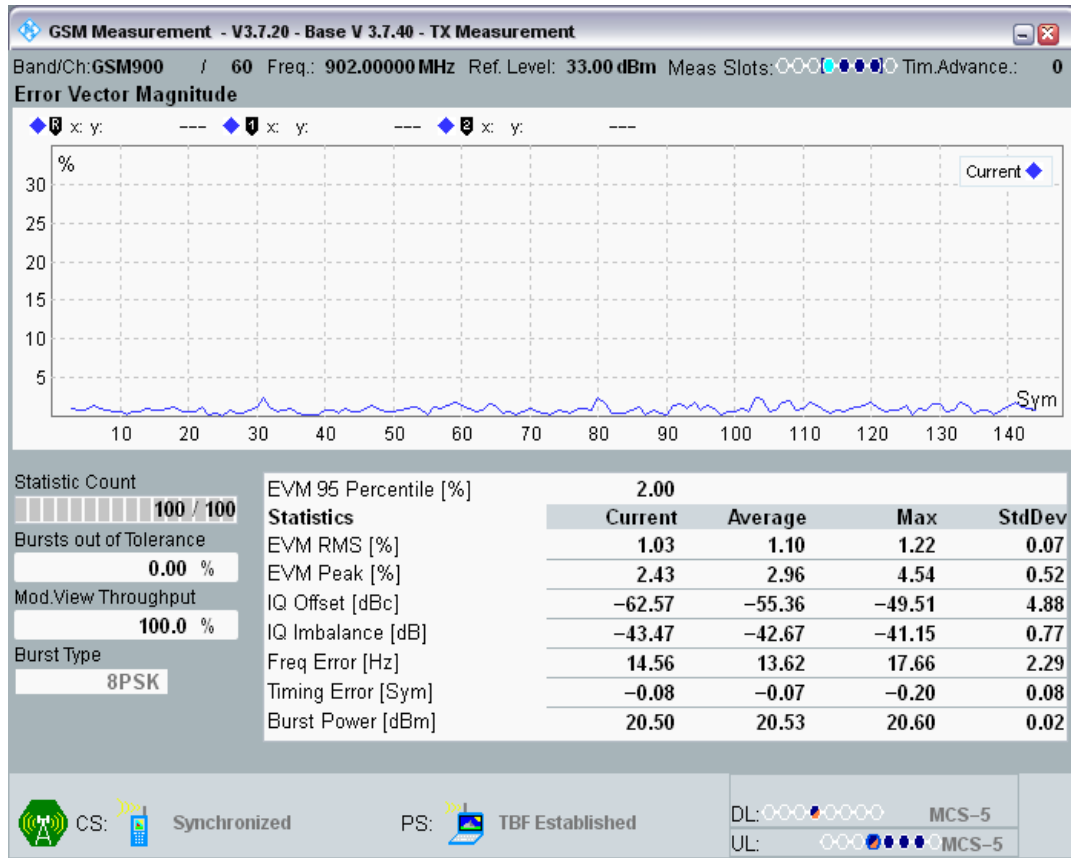 GSM Measurement - V3.7.20 - Base V 3.7.40 - TX Measurement
Band/Ch:GSM900 / 60 Freq.: 902.00000 MHz Ref. Level: 33.00 dBm Meas Slots: Tim.Advance.: 0
Error Vector Magnitude
R x: y: --- 1 x: y: --- 2 x: y: ---
%
Current
30
25
20
15
10
5
Sym
10 20 30 40 50 60 70 80 90 100 110 120 130 140
Statistic Count
100 / 100
Bursts out of Tolerance
0.00 %
Mod.View Throughput
100.0 %
Burst Type
8PSK
EVM 95 Percentile [%] 2.00
Statistics Current Average Max StdDev
EVM RMS [%] 1.03 1.10 1.22 0.07
EVM Peak [%] 2.43 2.96 4.54 0.52
IQ Offset [dBc] −62.57 −55.36 −49.51 4.88
IQ Imbalance [dB] −43.47 −42.67 −41.15 0.77
Freq Error [Hz] 14.56 13.62 17.66 2.29
Timing Error [Sym] −0.08 −0.07 −0.20 0.08
Burst Power [dBm] 20.50 20.53 20.60 0.02
CS: Synchronized PS: TBF Established
DL: MCS−5
UL: MCS−5